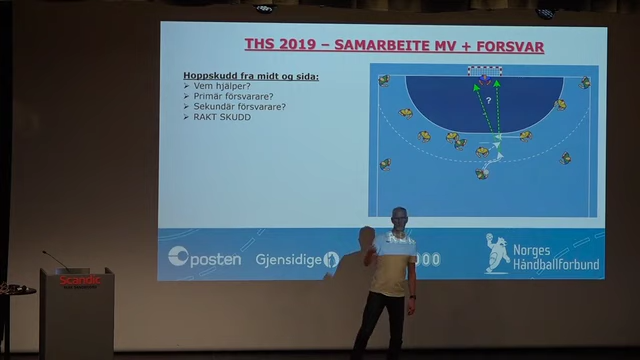 THS 2019 – SAMARBEITE MV + FORSVAR
Hoppskudd fra midt og sida:
Vem hjälper?
Primär försvarare?
Sekundär försvarare?
RAKT SKUDD
?
posten
Gjensidige
000
Norges
Håndballforbund
Scandic